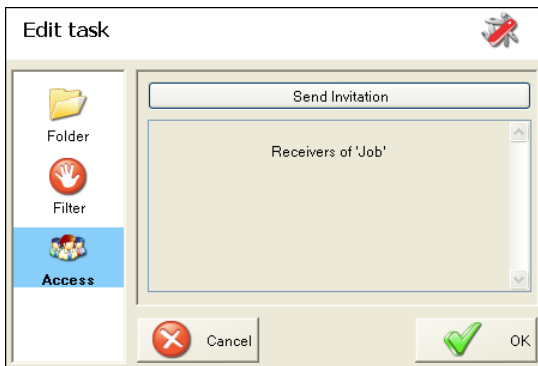 Edit task
Folder
Filter
Access
Send Invitation
Receivers of 'Job'
Cancel
OK